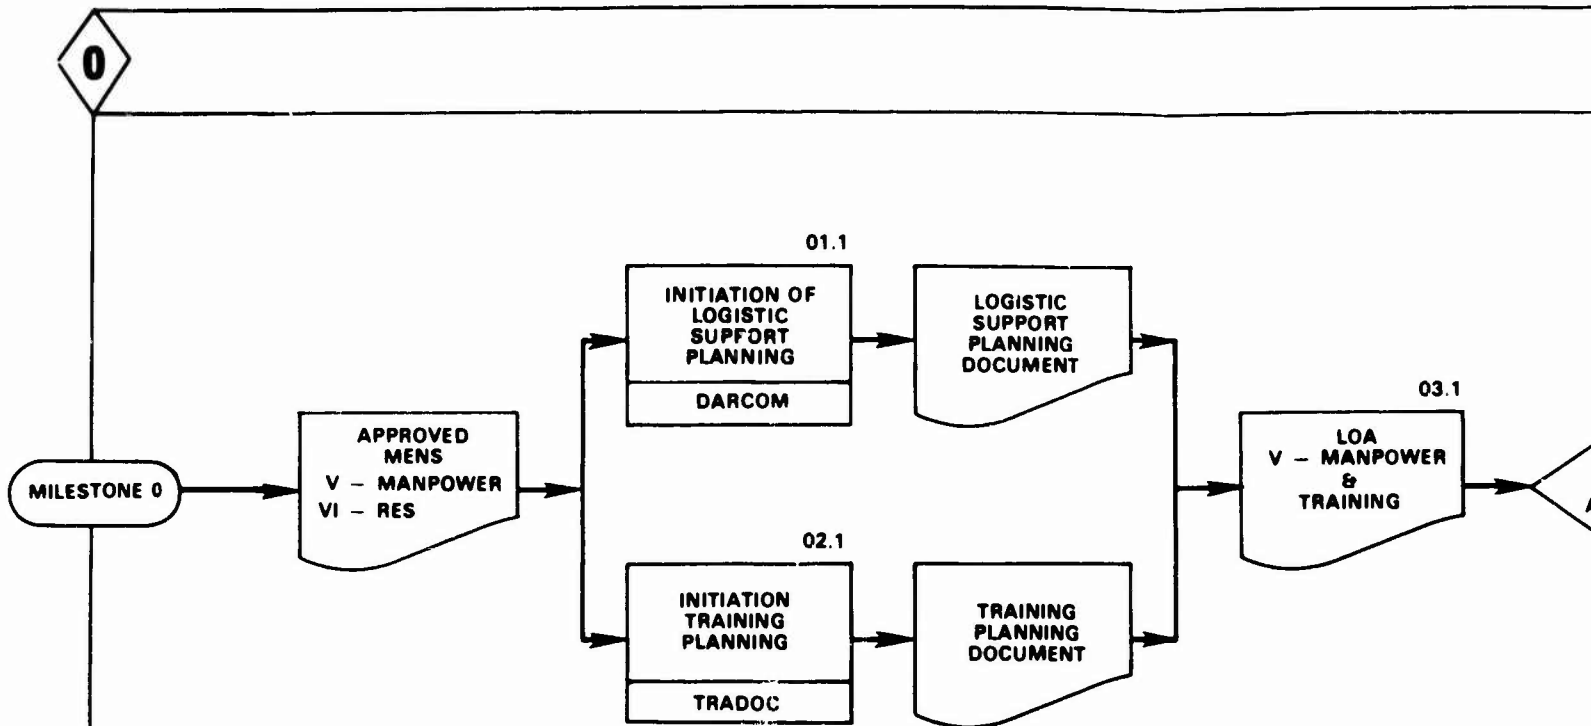 0
MILESTONE 0
APPROVED
MENS
V – MANPOWER
VI – RES
01.1
INITIATION OF
LOGISTIC
SUPPORT
PLANNING
DARCOM
LOGISTIC
SUPPORT
PLANNING
DOCUMENT
02.1
INITIATION
TRAINING
PLANNING
TRADOC
TRAINING
PLANNING
DOCUMENT
03.1
LOA
V – MANPOWER
&
TRAINING